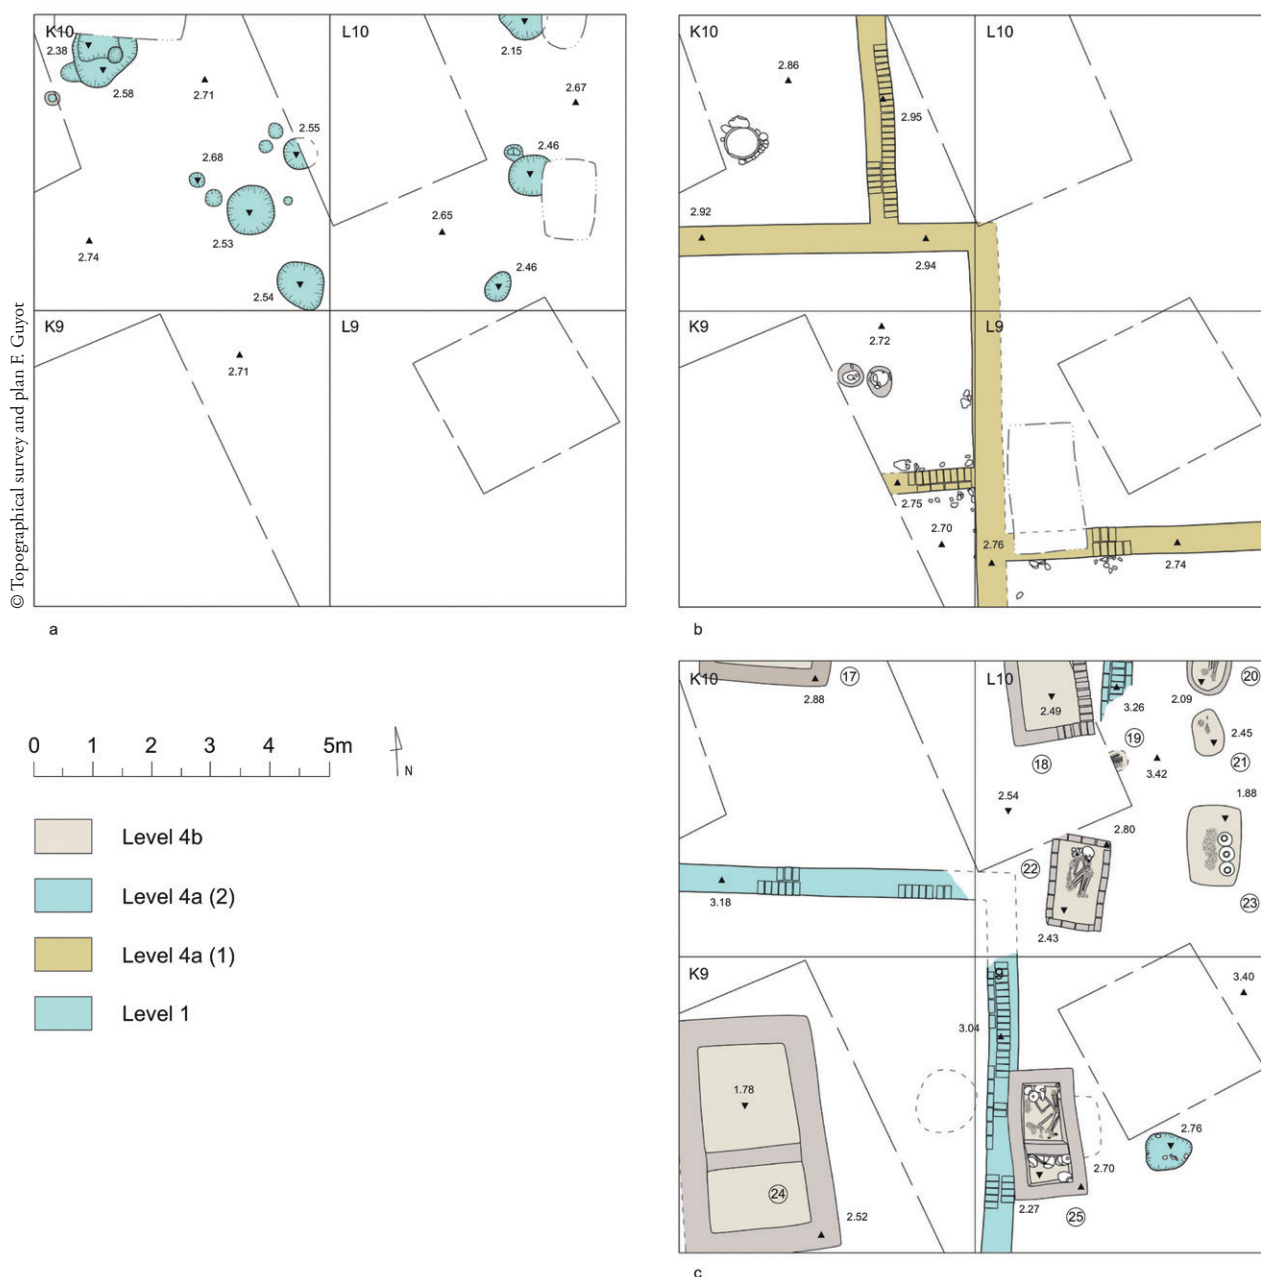 © Topographical survey and plan F. Guyot
K10
L10
2.38
2.15
2.58
2.71
2.67
2.55
2.46
2.68
2.65
2.53
2.74
2.46
2.54
K9
L9
2.71
a
K10
L10
2.86
2.95
2.92
2.94
K9
L9
2.72
2.75
2.70
2.76
2.74
b
0 1 2 3 4 5m
N
Level 4b
Level 4a (2)
Level 4a (1)
Level 1
K10
L10
17
20
2.88
2.49
3.26
2.09
19
2.45
18
21
3.42
2.54
1.88
2.80
22
3.18
23
2.43
K9
9
3.40
3.04
1.78
2.76
2.70
24
2.52
2.27
25
c